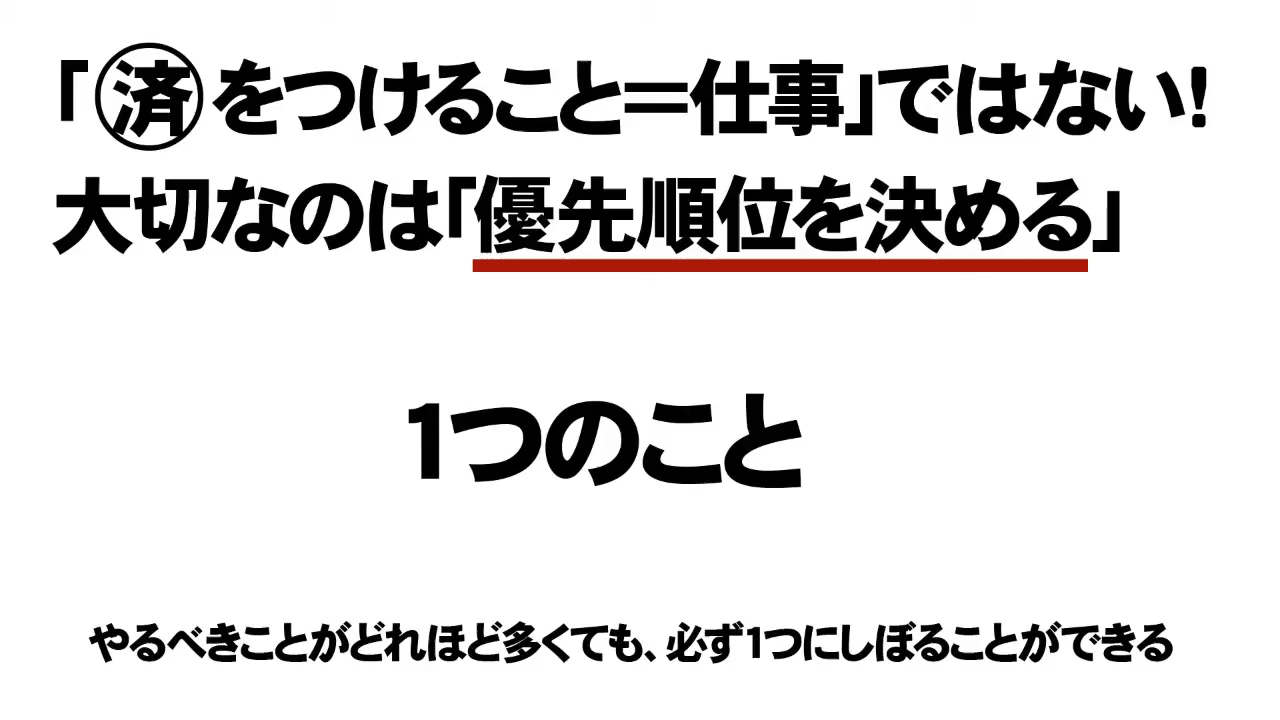 「㊮をつけること=仕事」ではない!
大切なのは「優先順位を決める」
1つのこと
やるべきことがどれほど多くても、必ず1つにしぼることができる